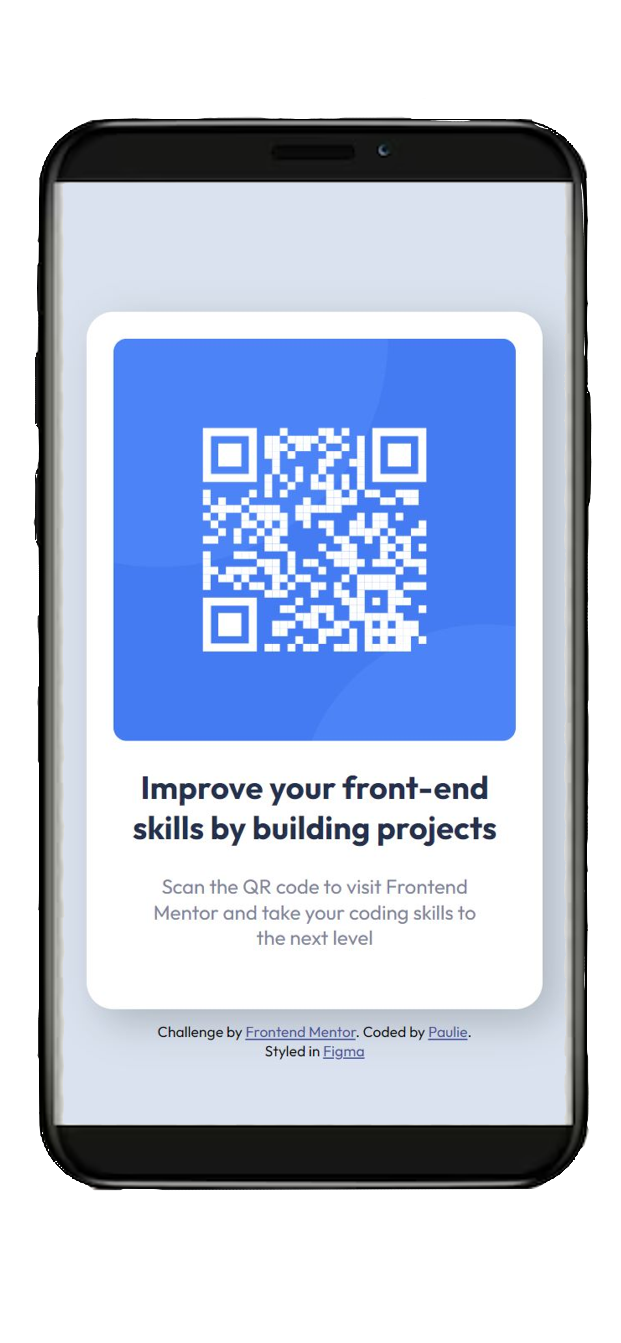 Improve your front-end
skills by building projects
Scan the QR code to visit Frontend
Mentor and take your coding skills to
the next level
Challenge by Frontend Mentor. Coded by Paulie.
Styled in Figma